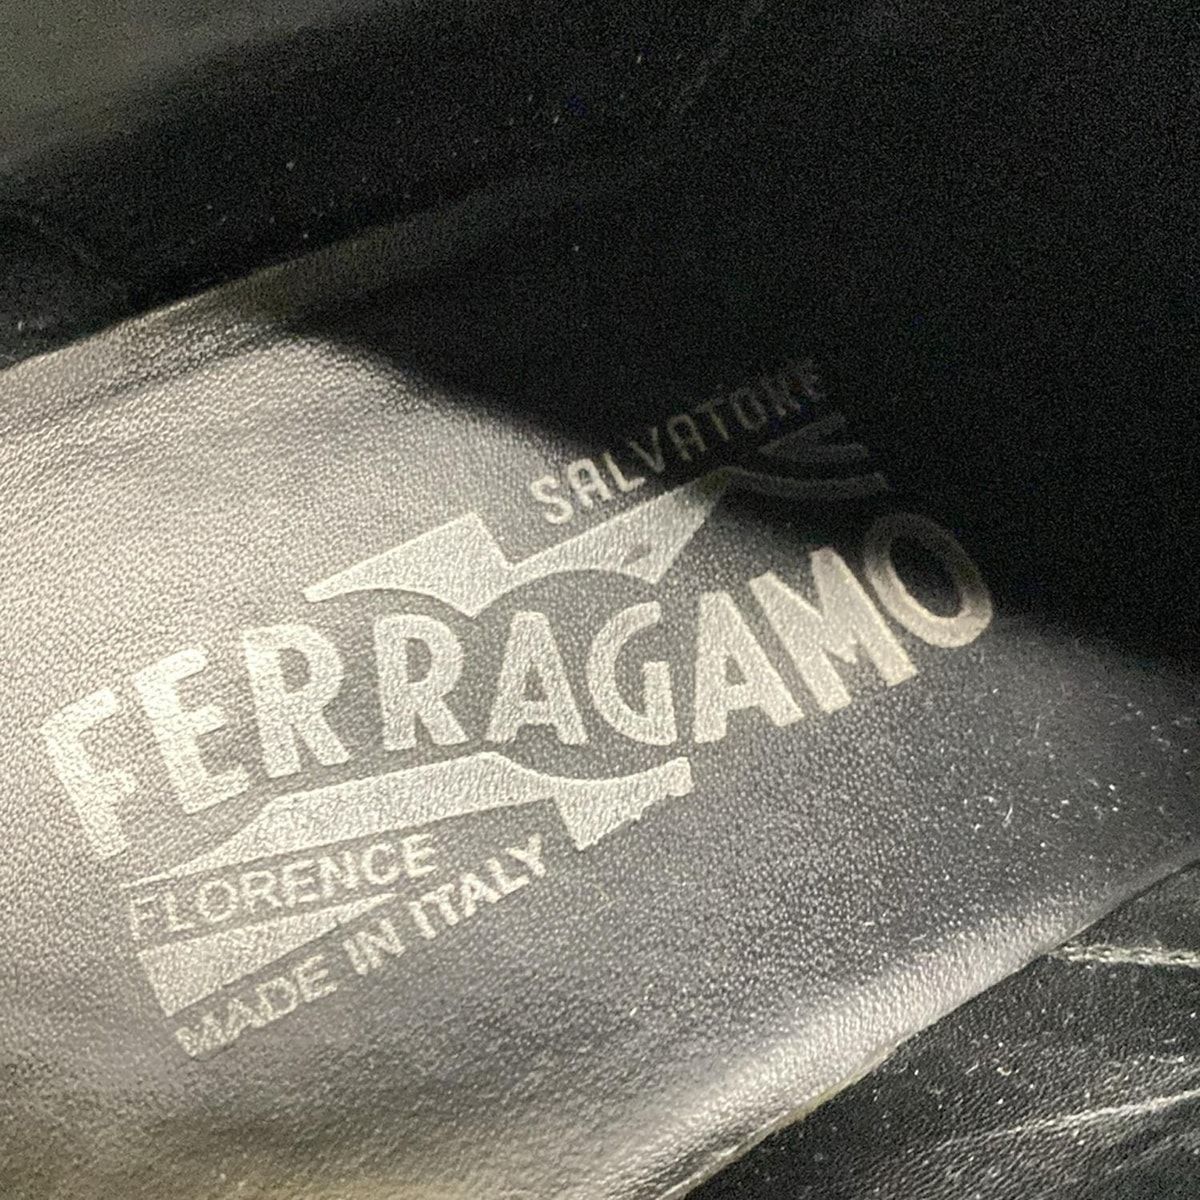 SALVATORE
FERRAGAMO
FLORENCE
MADE IN ITALY